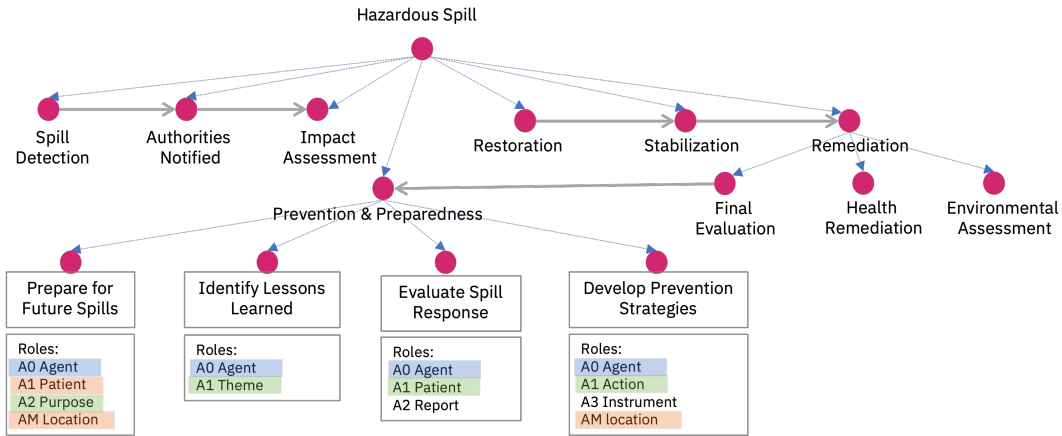 Hazardous Spill
Spill
Detection
Authorities
Notified
Impact
Assessment
Restoration
Stabilization
Remediation
Prevention & Preparedness
Final
Evaluation
Health
Remediation
Environmental
Assessment
Prepare for
Future Spills
Identify Lessons
Learned
Evaluate Spill
Response
Develop Prevention
Strategies
Roles:
A0 Agent
A1 Patient
A2 Purpose
AM Location
Roles:
A0 Agent
A1 Theme
Roles:
A0 Agent
A1 Patient
A2 Report
Roles:
A0 Agent
A1 Action
A3 Instrument
AM location